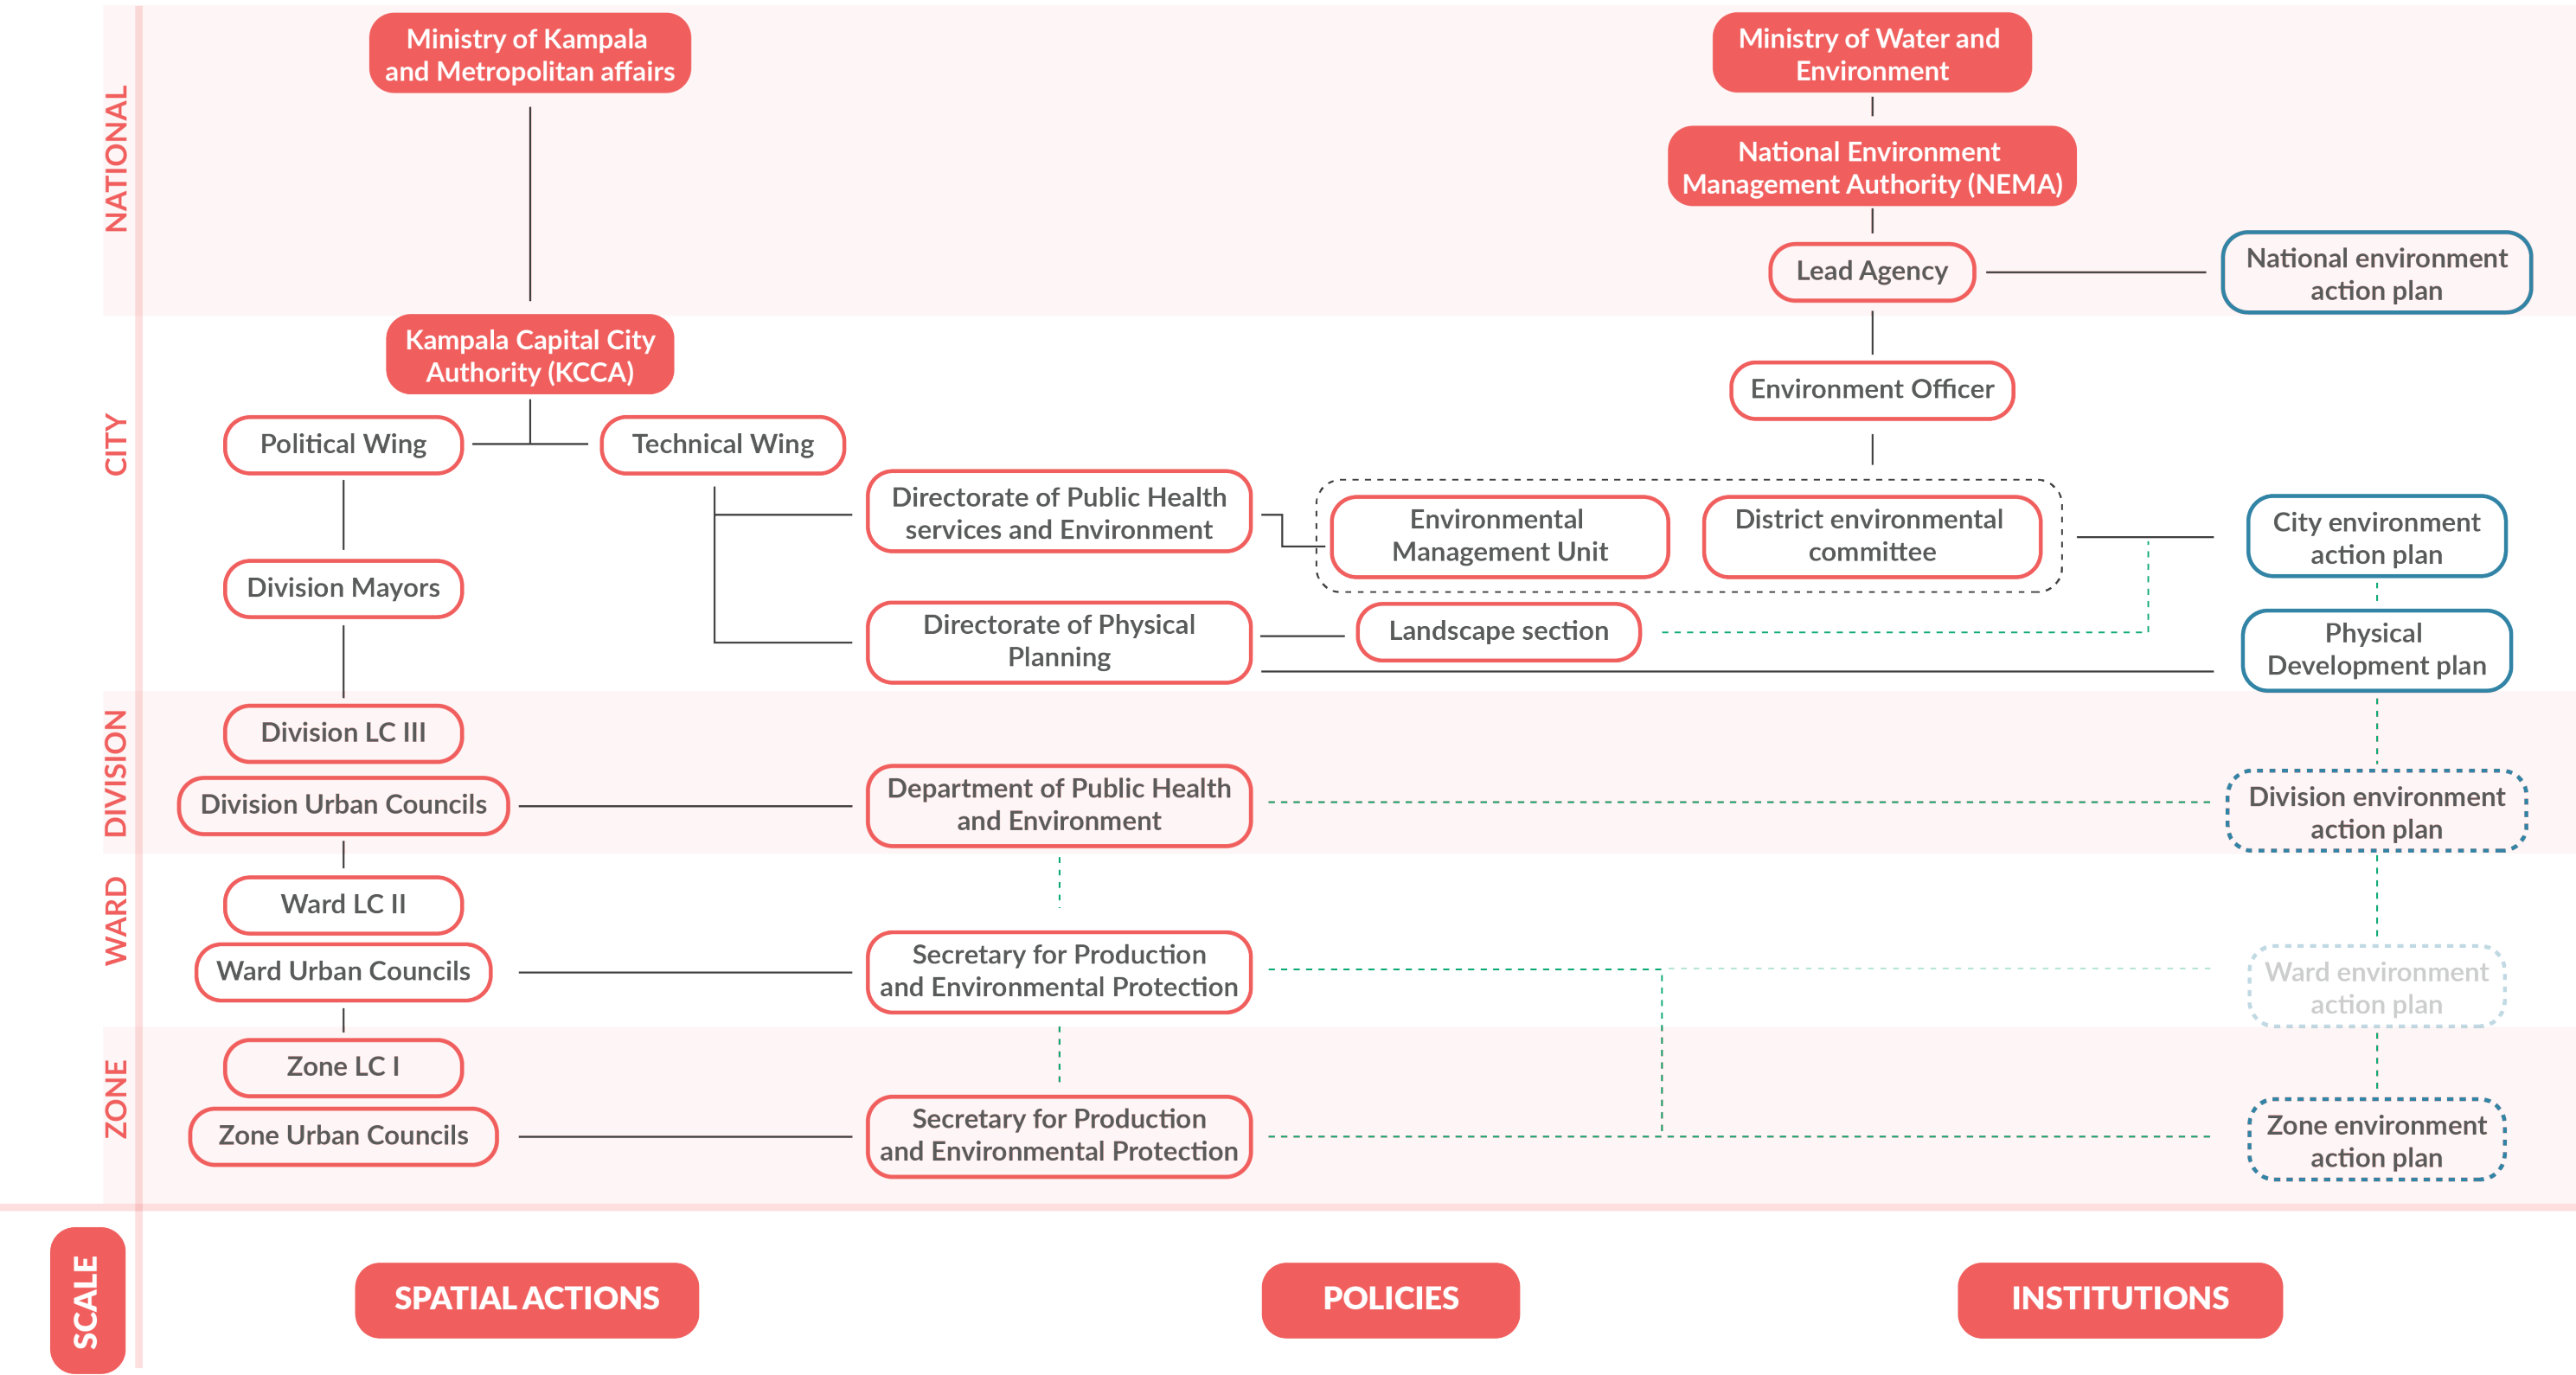 NATIONAL
Ministry of Kampala
and Metropolitan affairs
Ministry of Water and
Environment
National Environment
Management Authority (NEMA)
Lead Agency
National environment
action plan
CITY
Kampala Capital City
Authority (KCCA)
Environment Officer
Political Wing
Technical Wing
Directorate of Public Health
services and Environment
Environmental
Management Unit
District environmental
committee
City environment
action plan
Division Mayors
Directorate of Physical
Planning
Landscape section
Physical
Development plan
DIVISION
Division LC III
Division Urban Councils
Department of Public Health
and Environment
Division environment
action plan
WARD
Ward LC II
Ward Urban Councils
Secretary for Production
and Environmental Protection
Ward environment
action plan
ZONE
Zone LC I
Zone Urban Councils
Secretary for Production
and Environmental Protection
Zone environment
action plan
SCALE
SPATIAL ACTIONS
POLICIES
INSTITUTIONS